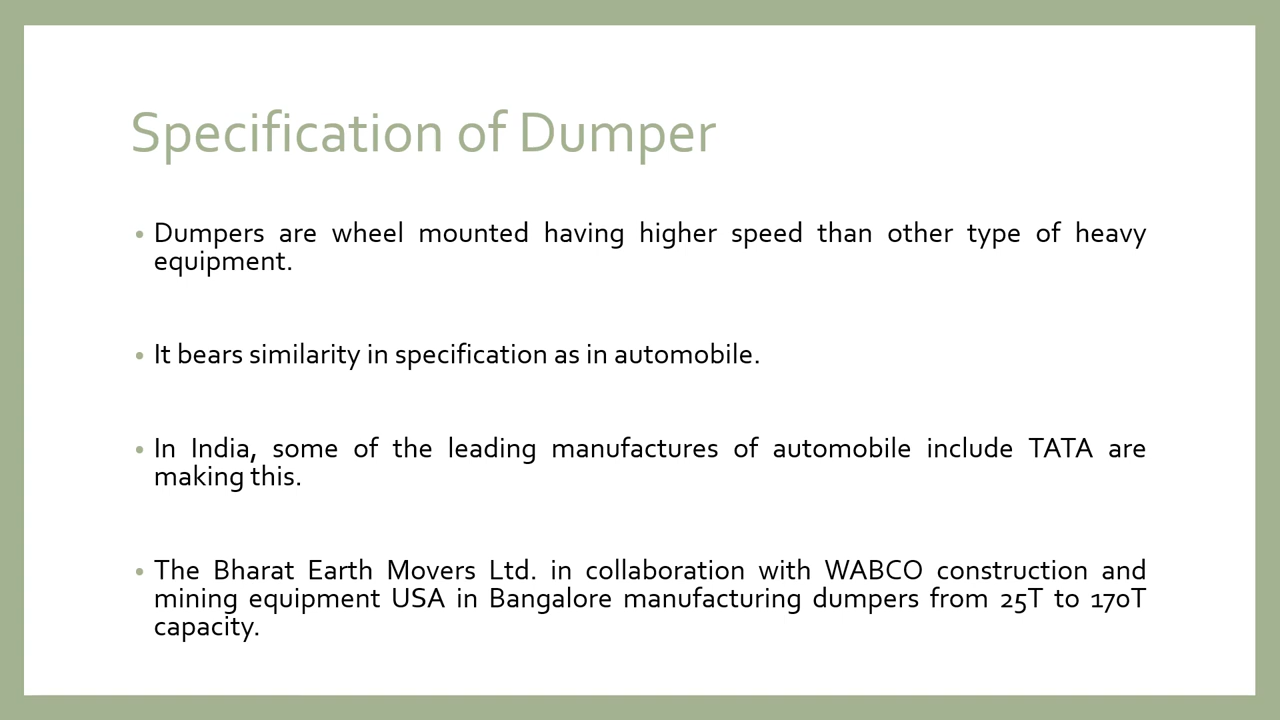 Specification of Dumper
• Dumpers are wheel mounted having higher speed than other type of heavy
equipment.
• It bears similarity in specification as in automobile.
• In India, some of the leading manufactures of automobile include TATA are
making this.
• The Bharat Earth Movers Ltd. in collaboration with WABCO construction and
mining equipment USA in Bangalore manufacturing dumpers from 25T to 170T
capacity.